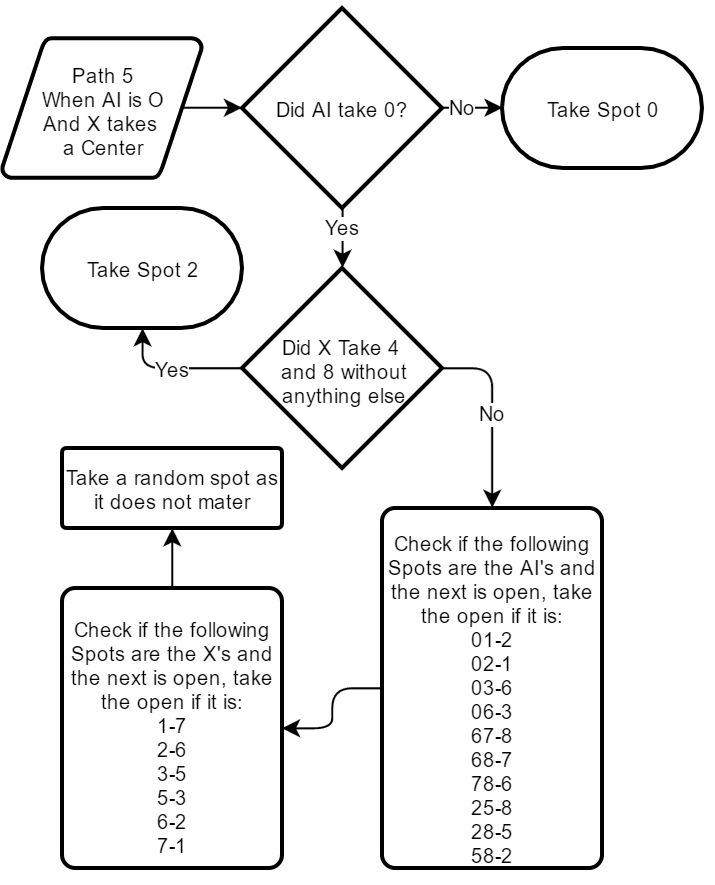 Path 5
When AI is O
And X takes
a Center
Did AI take 0?
No
Take Spot 0
Yes
Take Spot 2
Did X Take 4
and 8 without
anything else
Yes
No
Take a random spot as
it does not mater
Check if the following
Spots are the AI's and
the next is open, take
the open if it is:
01-2
02-1
03-6
06-3
67-8
68-7
78-6
25-8
28-5
58-2
Check if the following
Spots are the X's and
the next is open, take
the open if it is:
1-7
2-6
3-5
5-3
6-2
7-1